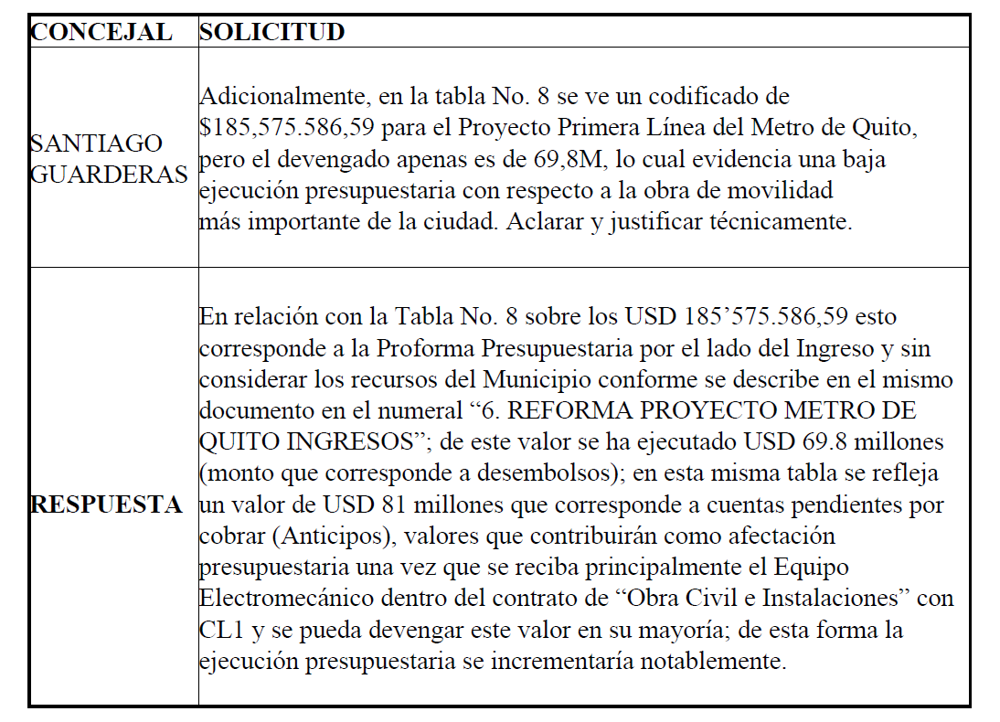 CONCEJAL SOLICITUD
SANTIAGO
GUARDERAS
Adicionalmente, en la tabla No. 8 se ve un codificado de
$185,575.586,59 para el Proyecto Primera Línea del Metro de Quito,
pero el devengado apenas es de 69,8M, lo cual evidencia una baja
ejecución presupuestaria con respecto a la obra de movilidad
más importante de la ciudad. Aclarar y justificar técnicamente.
RESPUESTA
En relación con la Tabla No. 8 sobre los USD 185’575.586,59 esto
corresponde a la Proforma Presupuestaria por el lado del Ingreso y sin
considerar los recursos del Municipio conforme se describe en el mismo
documento en el numeral “6. REFORMA PROYECTO METRO DE
QUITO INGRESOS”; de este valor se ha ejecutado USD 69.8 millones
(monto que corresponde a desembolsos); en esta misma tabla se refleja
un valor de USD 81 millones que corresponde a cuentas pendientes por
cobrar (Anticipos), valores que contribuirán como afectación
presupuestaria una vez que se reciba principalmente el Equipo
Electromecánico dentro del contrato de “Obra Civil e Instalaciones” con
CL1 y se pueda devengar este valor en su mayoría; de esta forma la
ejecución presupuestaria se incrementaría notablemente.